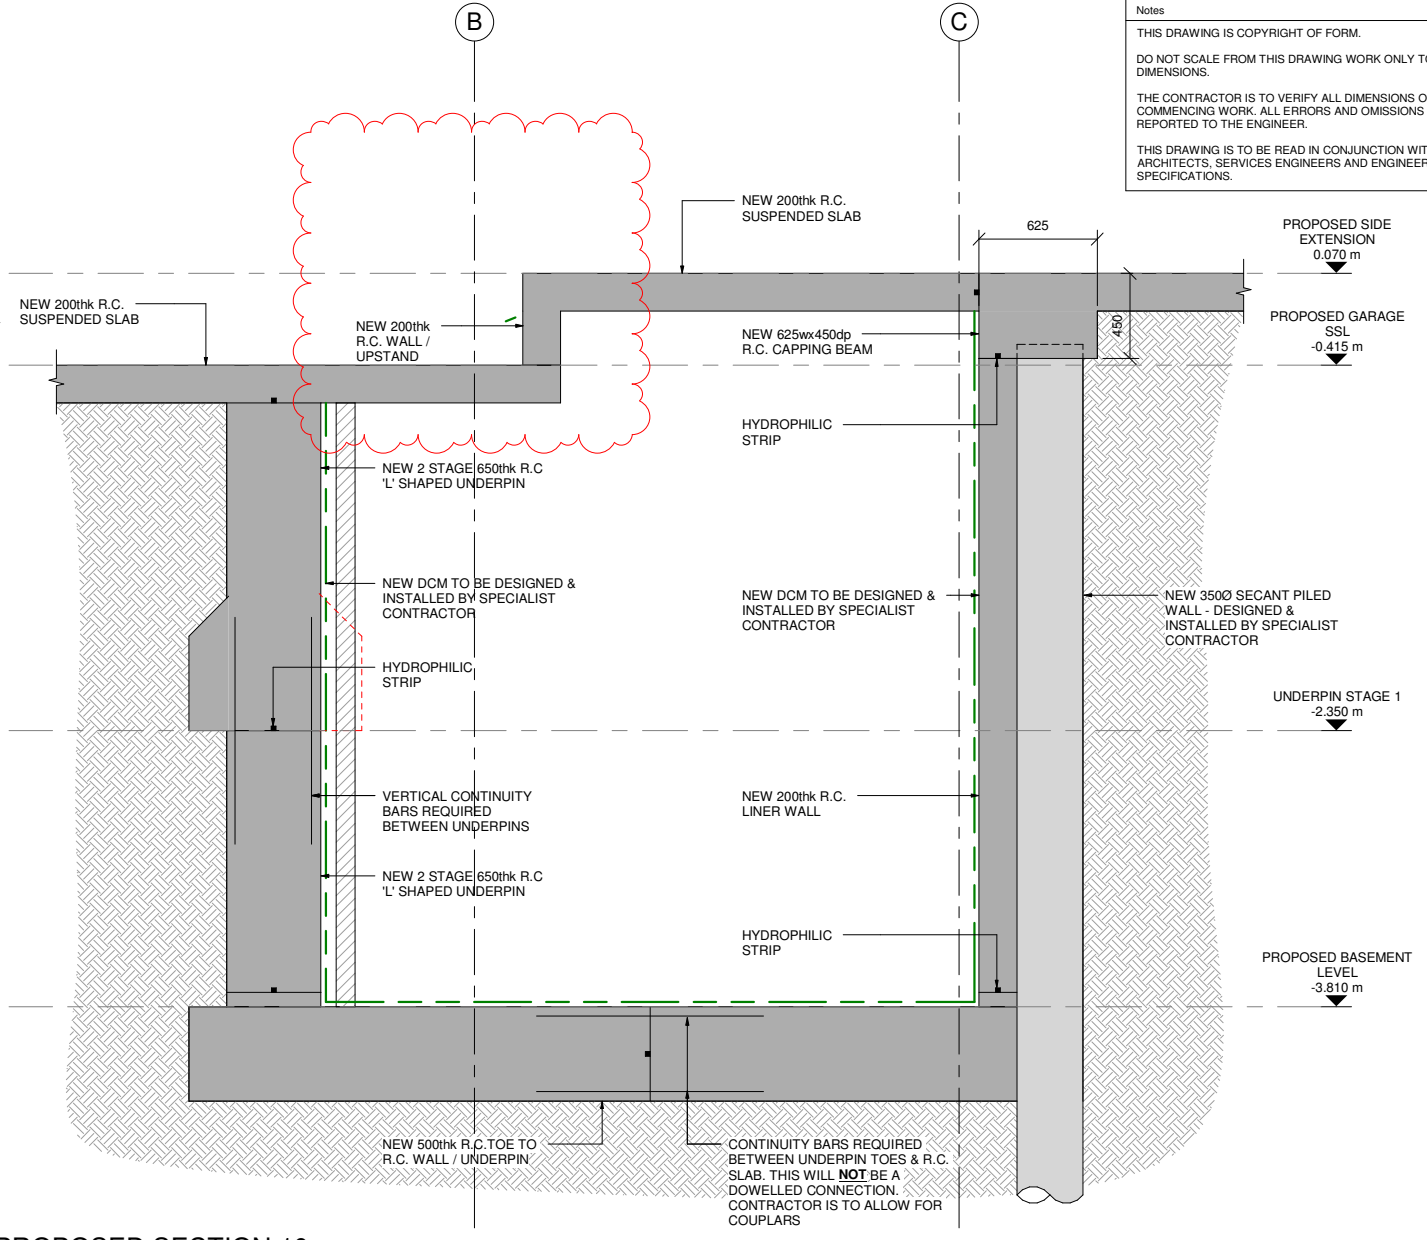 B
C
Notes
THIS DRAWING IS COPYRIGHT OF FORM.
DO NOT SCALE FROM THIS DRAWING WORK ONLY TO
DIMENSIONS.
THE CONTRACTOR IS TO VERIFY ALL DIMENSIONS O
COMMENCING WORK. ALL ERRORS AND OMISSIONS
REPORTED TO THE ENGINEER.
THIS DRAWING IS TO BE READ IN CONJUNCTION WIT
ARCHITECTS, SERVICES ENGINEERS AND ENGINEER
SPECIFICATIONS.
NEW 200thk R.C.
SUSPENDED SLAB
625
PROPOSED SIDE
EXTENSION
0.070 m
NEW 200thk R.C.
SUSPENDED SLAB
NEW 200thk
R.C. WALL /
UPSTAND
NEW 625wx450dp
R.C. CAPPING BEAM
450
PROPOSED GARAGE
SSL
-0.415 m
HYDROPHILIC
STRIP
NEW 2 STAGE 650thk R.C
'L' SHAPED UNDERPIN
NEW DCM TO BE DESIGNED &
INSTALLED BY SPECIALIST
CONTRACTOR
NEW DCM TO BE DESIGNED &
INSTALLED BY SPECIALIST
CONTRACTOR
NEW 350Ø SECANT PILED
WALL - DESIGNED &
INSTALLED BY SPECIALIST
CONTRACTOR
HYDROPHILIC
STRIP
UNDERPIN STAGE 1
-2.350 m
VERTICAL CONTINUITY
BARS REQUIRED
BETWEEN UNDERPINS
NEW 200thk R.C.
LINER WALL
NEW 2 STAGE 650thk R.C
'L' SHAPED UNDERPIN
HYDROPHILIC
STRIP
PROPOSED BASEMENT
LEVEL
-3.810 m
NEW 500thk R.C.TOE TO
R.C. WALL / UNDERPIN
CONTINUITY BARS REQUIRED
BETWEEN UNDERPIN TOES & R.C.
SLAB. THIS WILL NOT BE A
DOWELLED CONNECTION.
CONTRACTOR IS TO ALLOW FOR
COUPLARS
PROPOSED SECTION